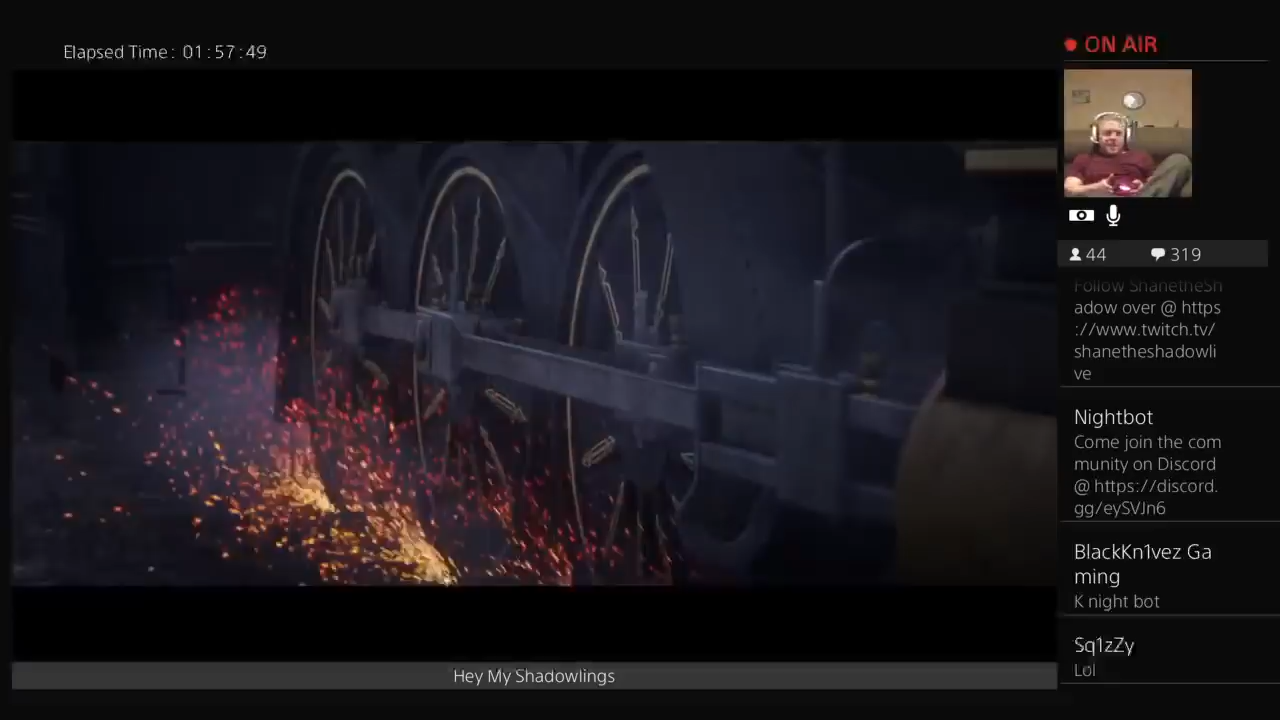 Elapsed Time: 01:57:49
ON AIR
44 319
Follow ShanetheSh
adow over @ https
://www.twitch.tv/
shanetheshadowli
ve
Nightbot
Come join the com
munity on Discord
@ https://discord.
gg/eySVJn6
BlackKn1vez Ga
ming
K night bot
Sq1zZy
Lol
Hey My Shadowlings